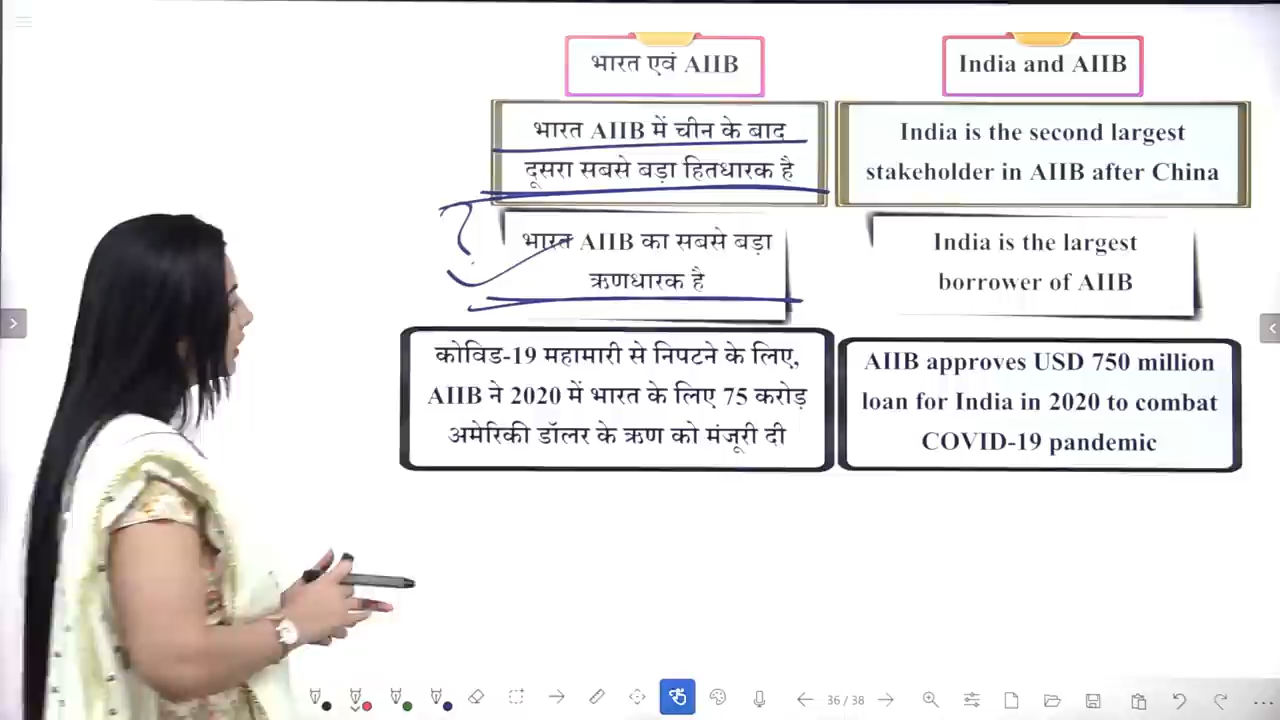 भारत एवं AIIB
India and AIIB
भारत AIIB में चीन के बाद
दूसरा सबसे बड़ा हितधारक है
India is the second largest
stakeholder in AIIB after China
भारत AIIB का सबसे बड़ा
ऋणधारक है
India is the largest
borrower of AIIB
कोविड-19 महामारी से निपटने के लिए,
AIIB ने 2020 में भारत के लिए 75 करोड़
अमेरिकी डॉलर के ऋण को मंजूरी दी
AIIB approves USD 750 million
loan for India in 2020 to combat
COVID-19 pandemic
36 / 38